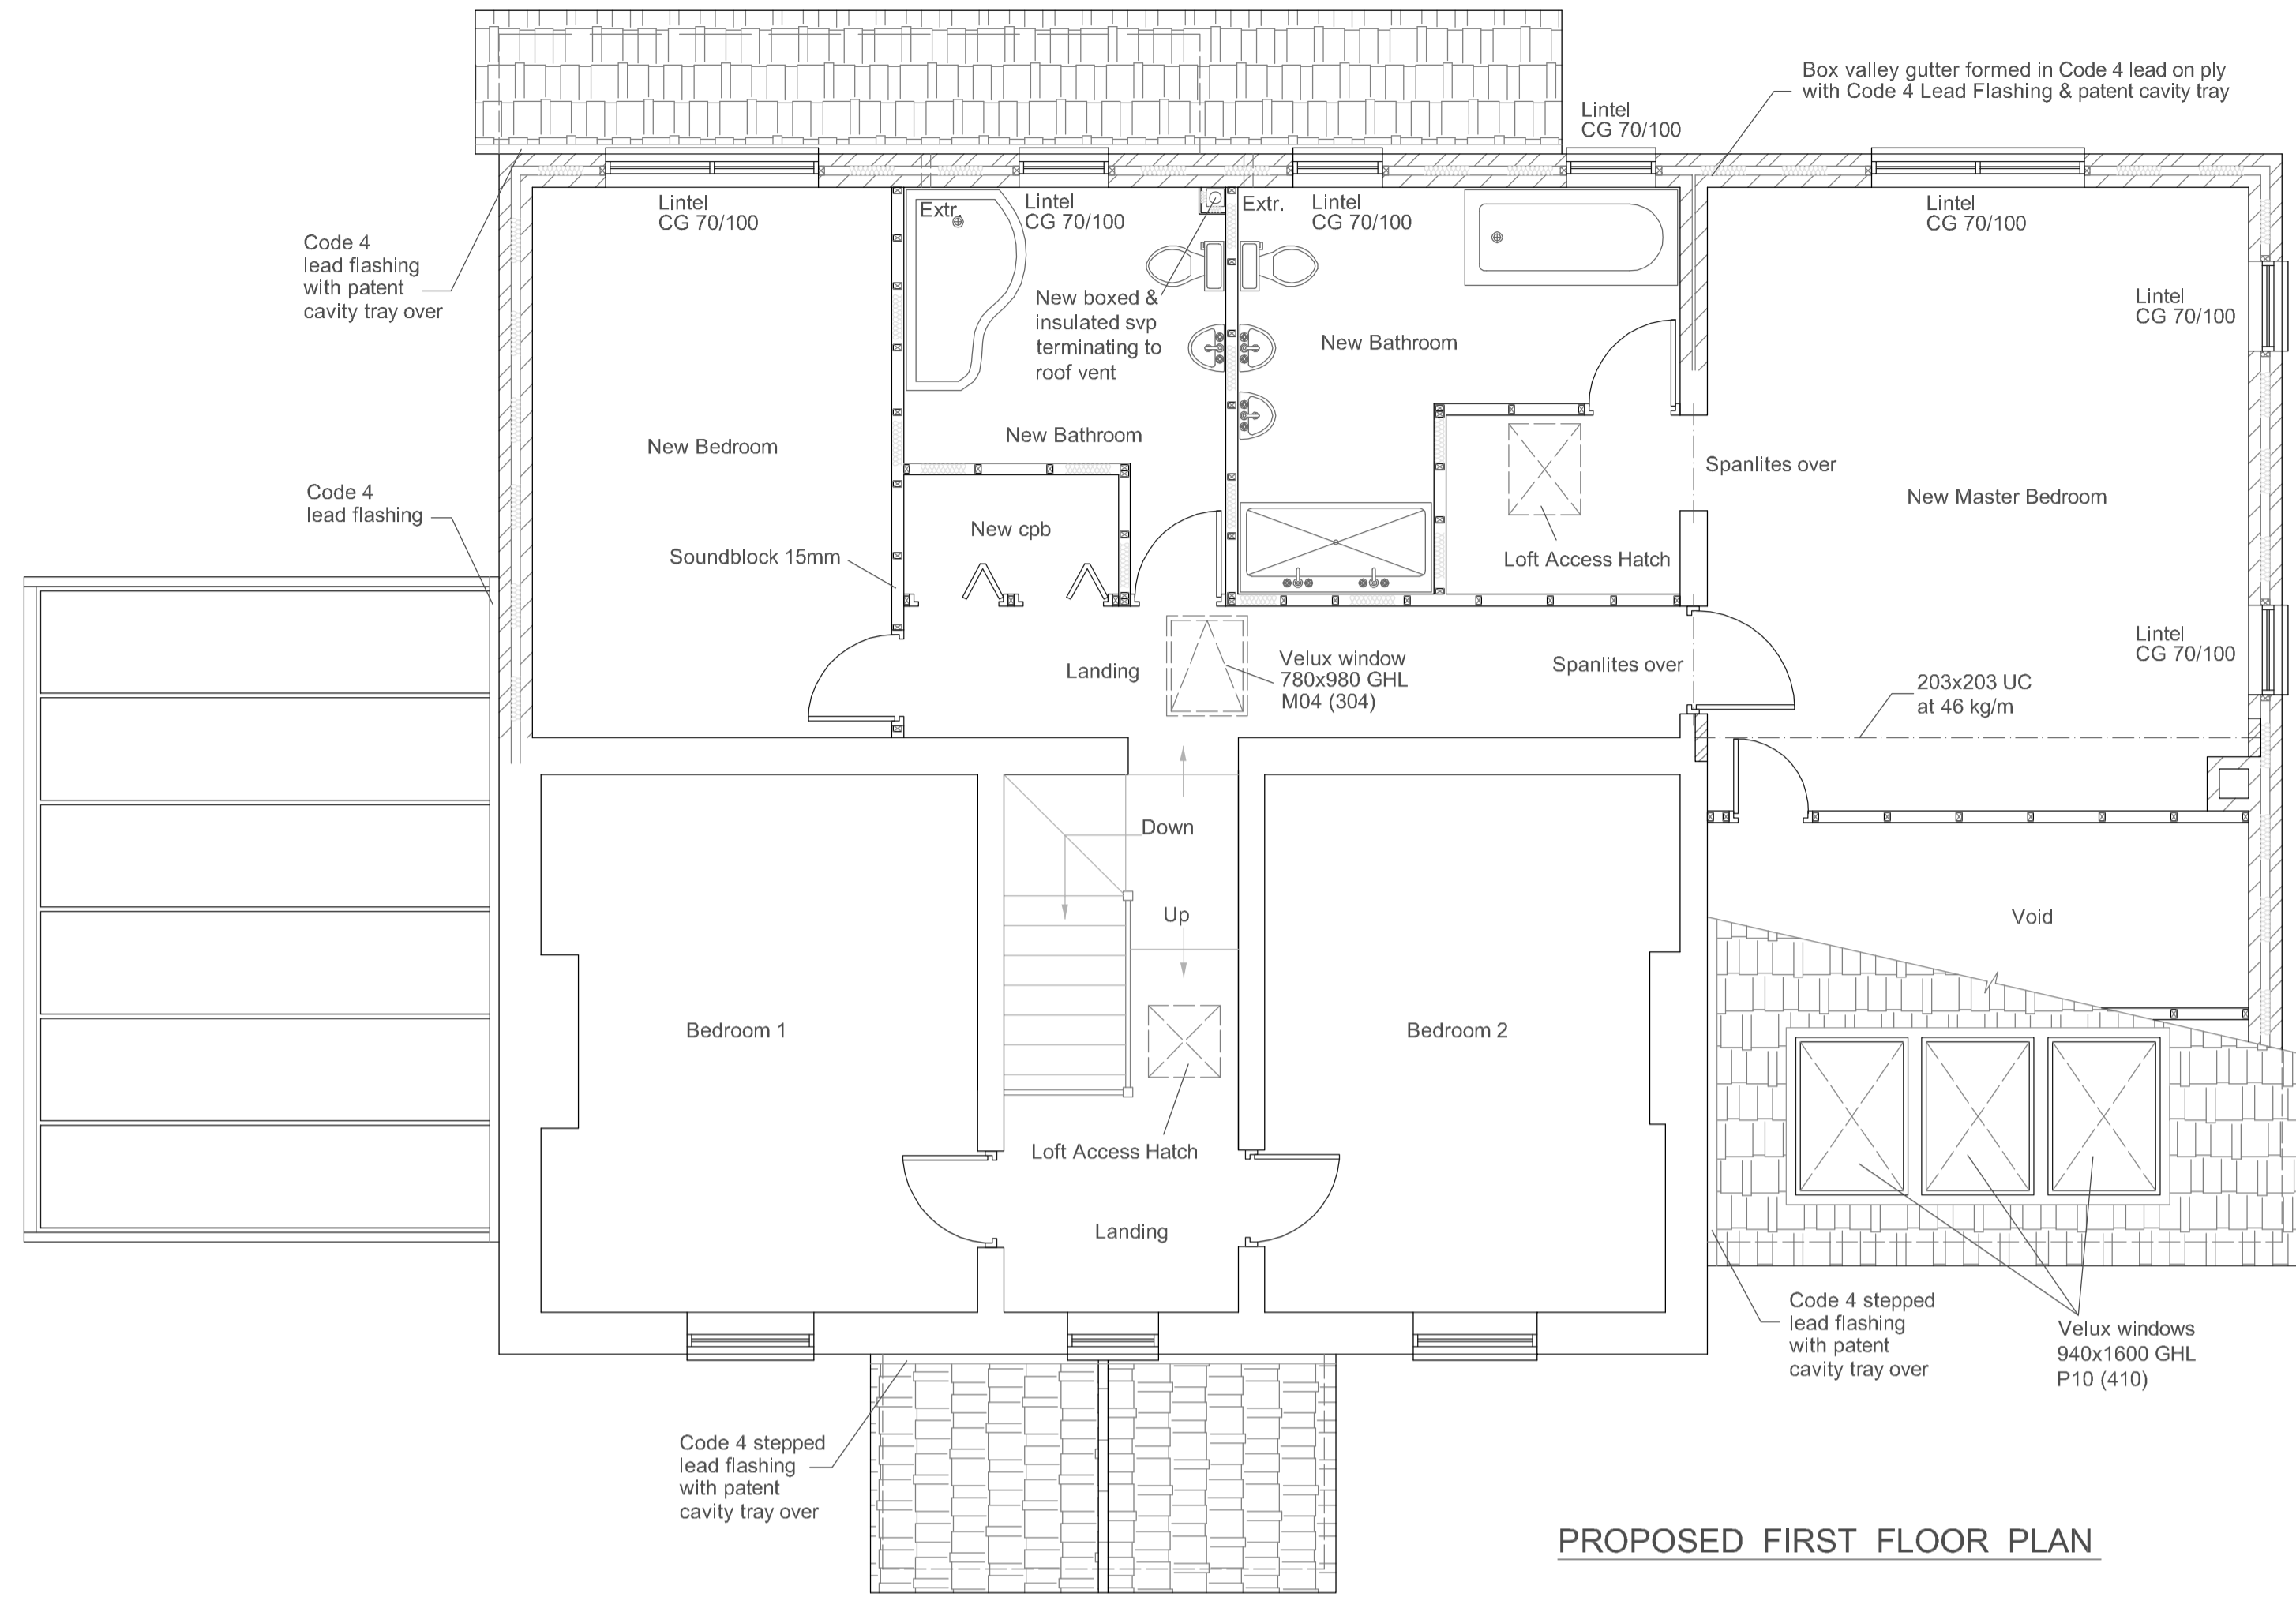 Box valley gutter formed in Code 4 lead on ply
with Code 4 Lead Flashing & patent cavity tray
Lintel
CG 70/100
Lintel
CG 70/100
Extr.
Lintel
CG 70/100
Extr.
Lintel
CG 70/100
Lintel
CG 70/100
Code 4
lead flashing
with patent
cavity tray over
New boxed &
insulated svp
terminating to
roof vent
Lintel
CG 70/100
New Bathroom
New Bathroom
New Bedroom
Spanlites over
New Master Bedroom
Code 4
lead flashing
New cpb
Soundblock 15mm
Loft Access Hatch
Lintel
CG 70/100
Landing
Velux window
780x980 GHL
M04 (304)
Spanlites over
203x203 UC
at 46 kg/m
Down
Up
Void
Bedroom 1
Bedroom 2
Loft Access Hatch
Landing
Code 4 stepped
lead flashing
with patent
cavity tray over
Velux windows
940x1600 GHL
P10 (410)
Code 4 stepped
lead flashing
with patent
cavity tray over
PROPOSED FIRST FLOOR PLAN